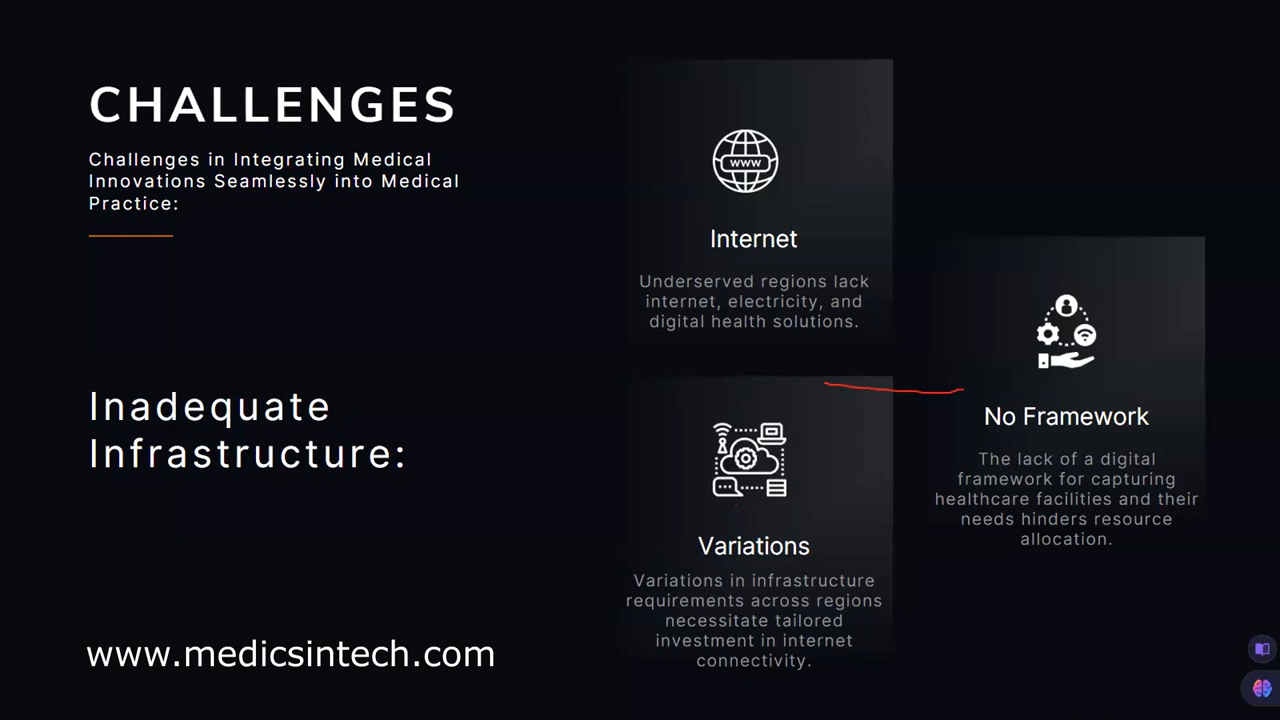 CHALLENGES
Challenges in Integrating Medical
Innovations Seamlessly into Medical
Practice:
Inadequate
Infrastructure:
www.medicsintech.com
WWW
Internet
Underserved regions lack
internet, electricity, and
digital health solutions.
Variations
Variations in infrastructure
requirements across regions
necessitate tailored
investment in internet
connectivity.
No Framework
The lack of a digital
framework for capturing
healthcare facilities and their
needs hinders resource
allocation.